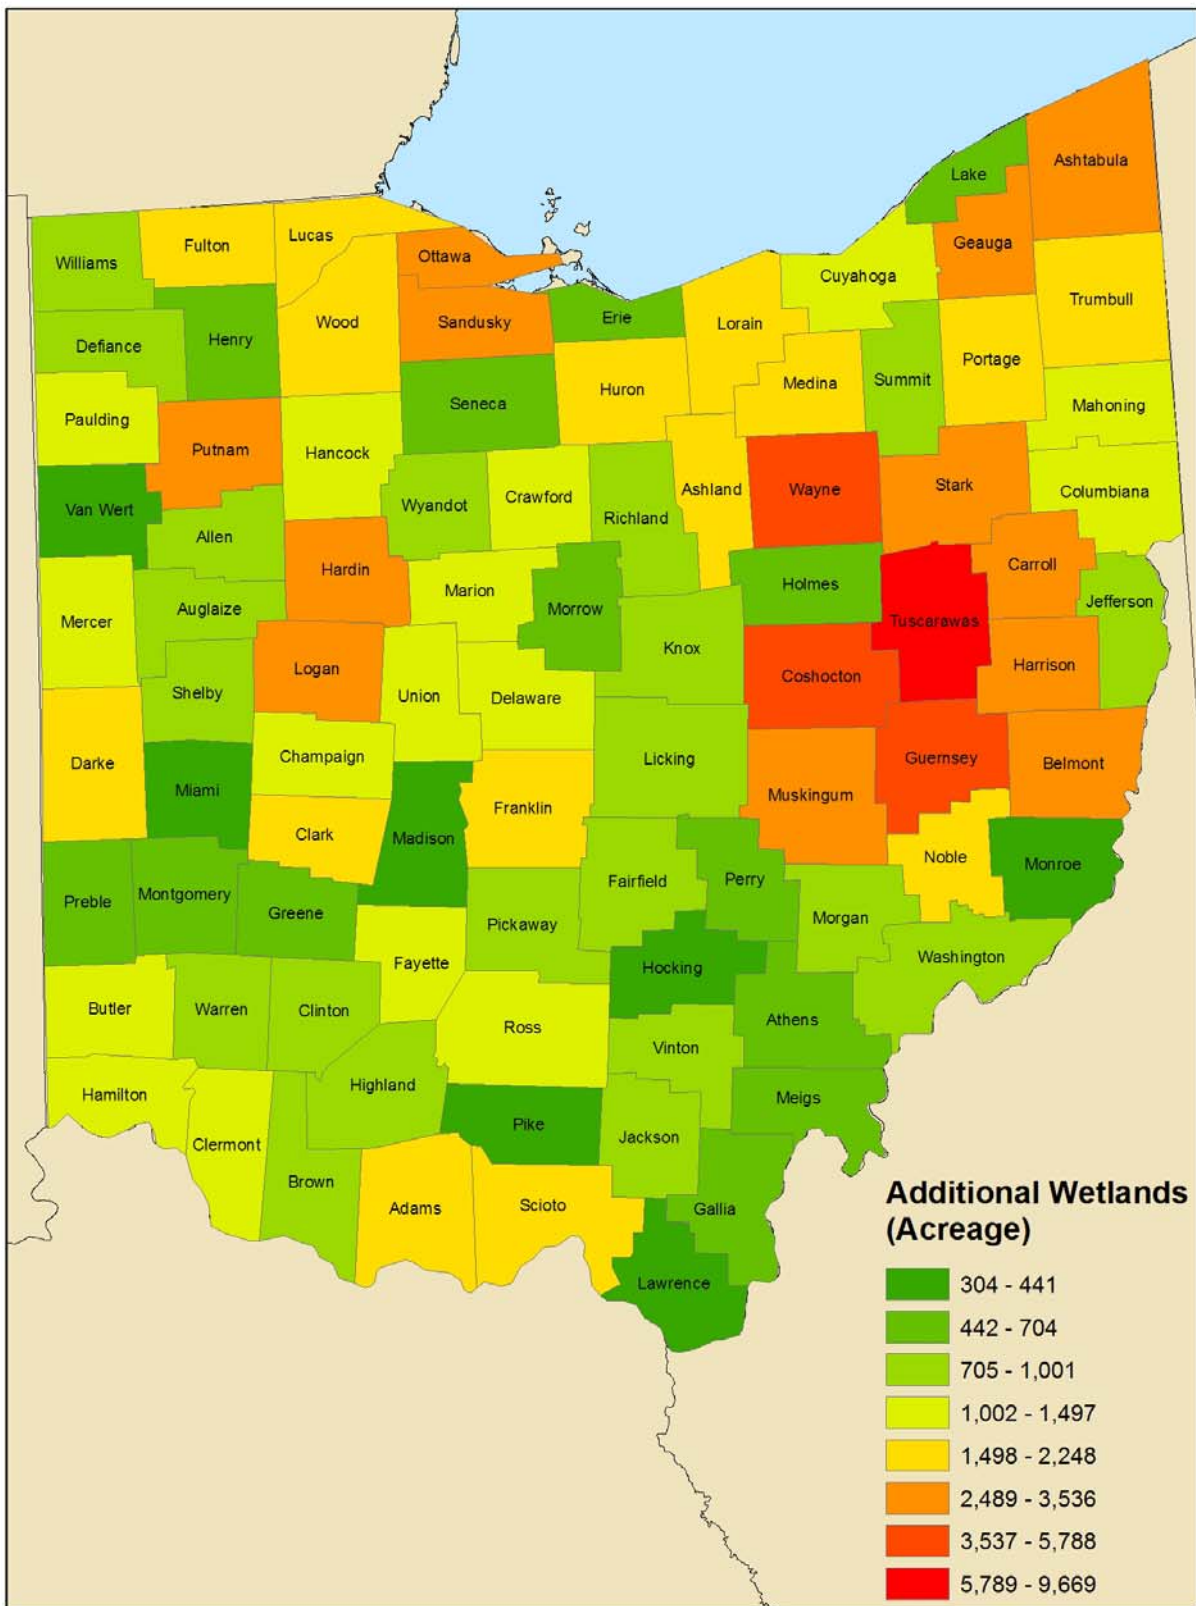 Ashtabula
Lake
Geauga
Lucas
Fulton
Williams
Ottawa
Cuyahoga
Trumbull
Wood
Sandusky
Erie
Lorain
Henry
Defiance
Portage
Huron
Medina
Summit
Seneca
Mahoning
Paulding
Putnam
Hancock
Stark
Wayne
Ashland
Columbiana
Crawford
Wyandot
Van Wert
Richland
Allen
Carroll
Hardin
Holmes
Marion
Jefferson
Morrow
Auglaize
Mercer
Tuscarawas
Knox
Harrison
Logan
Coshocton
Shelby
Union
Delaware
Champaign
Licking
Guernsey
Darke
Belmont
Miami
Muskingum
Franklin
Clark
Madison
Noble
Monroe
Fairfield
Perry
Montgomery
Preble
Greene
Morgan
Pickaway
Washington
Hocking
Fayette
Butler
Warren
Clinton
Athens
Ross
Vinton
Highland
Hamilton
Meigs
Pike
Jackson
Clermont
Brown
Adams
Scioto
Gallia
Lawrence
Additional Wetlands
(Acreage)
304 - 441
442 - 704
705 - 1,001
1,002 - 1,497
1,498 - 2,248
2,489 - 3,536
3,537 - 5,788
5,789 - 9,669